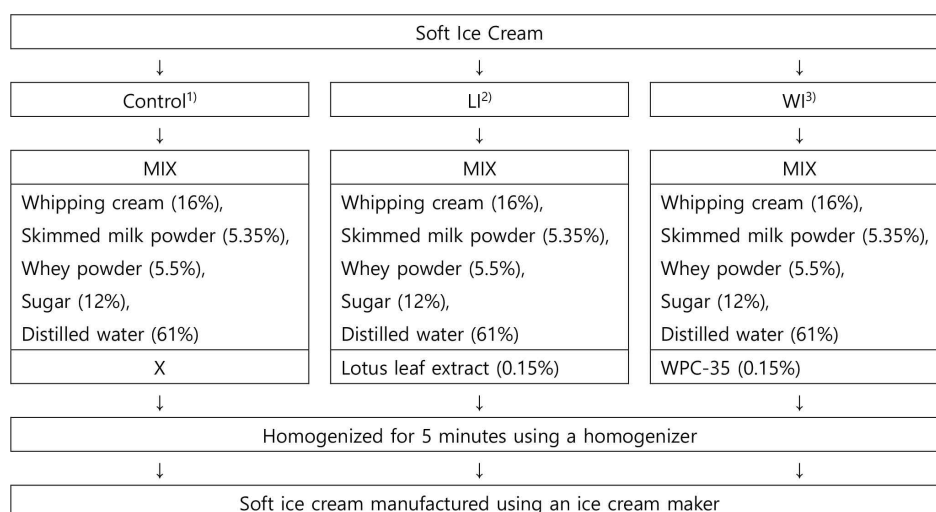 Soft Ice Cream
↓ ↓ ↓
Control1) LI2) WI3)
↓ ↓ ↓
MIX MIX MIX
Whipping cream (16%), Whipping cream (16%), Whipping cream (16%),
Skimmed milk powder (5.35%), Skimmed milk powder (5.35%), Skimmed milk powder (5.35%),
Whey powder (5.5%), Whey powder (5.5%), Whey powder (5.5%),
Sugar (12%), Sugar (12%), Sugar (12%),
Distilled water (61%) Distilled water (61%) Distilled water (61%)
X Lotus leaf extract (0.15%) WPC-35 (0.15%)
↓ ↓ ↓
Homogenized for 5 minutes using a homogenizer
↓ ↓ ↓
Soft ice cream manufactured using an ice cream maker